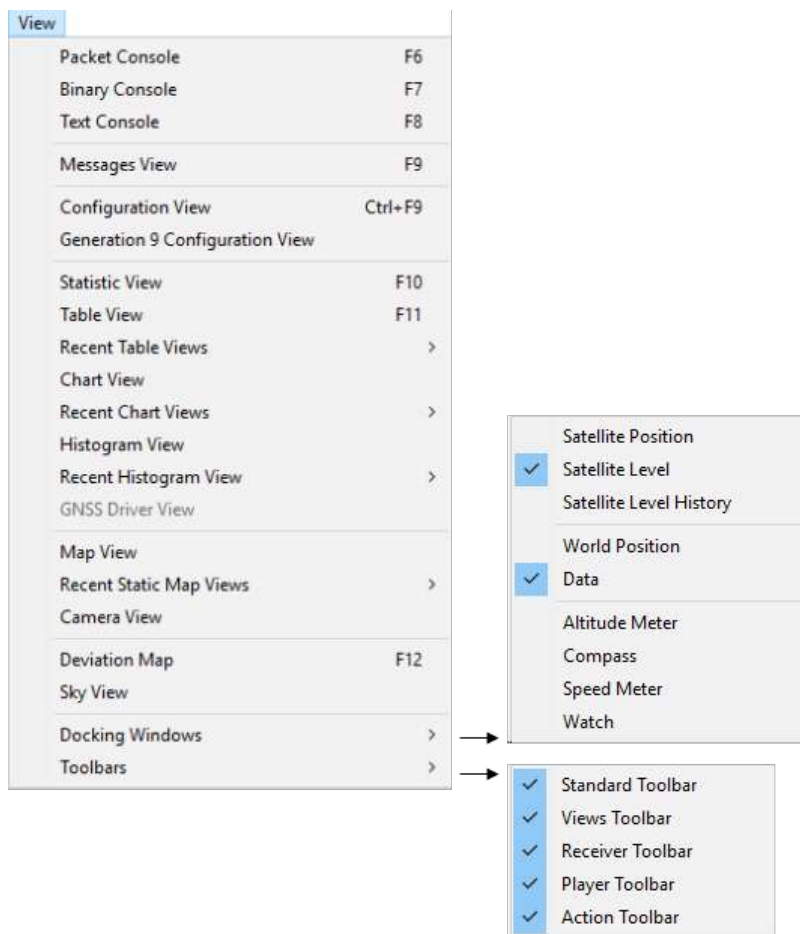 View
Packet Console F6
Binary Console F7
Text Console F8
Messages View F9
Configuration View Ctrl+F9
Generation 9 Configuration View
Statistic View F10
Table View F11
Recent Table Views
Chart View
Recent Chart Views
Histogram View
Recent Histogram View
GNSS Driver View
Map View
Recent Static Map Views
Camera View
Deviation Map F12
Sky View
Docking Windows
Toolbars
Satellite Position
Satellite Level
Satellite Level History
World Position
Data
Altitude Meter
Compass
Speed Meter
Watch
Standard Toolbar
Views Toolbar
Receiver Toolbar
Player Toolbar
Action Toolbar